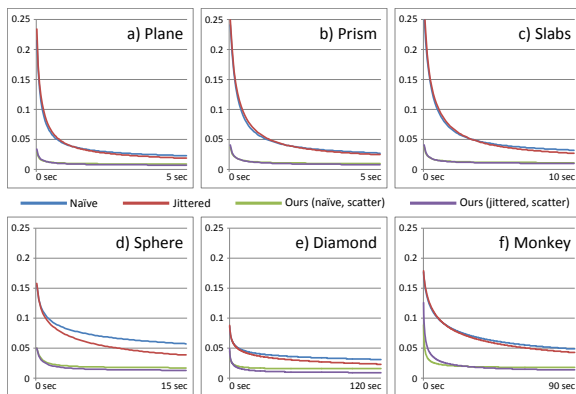 a) Plane
0.25
0.2
0.15
0.1
0.05
0
0 sec
5 sec
b) Prism
0.25
0.2
0.15
0.1
0.05
0
0 sec
5 sec
c) Slabs
0.25
0.2
0.15
0.1
0.05
0
0 sec
10 sec
Naïve
Jittered
Ours (naïve, scatter)
Ours (jittered, scatter)
d) Sphere
0.25
0.2
0.15
0.1
0.05
0
0 sec
15 sec
e) Diamond
0.25
0.2
0.15
0.1
0.05
0
0 sec
120 sec
f) Monkey
0.25
0.2
0.15
0.1
0.05
0
0 sec
90 sec